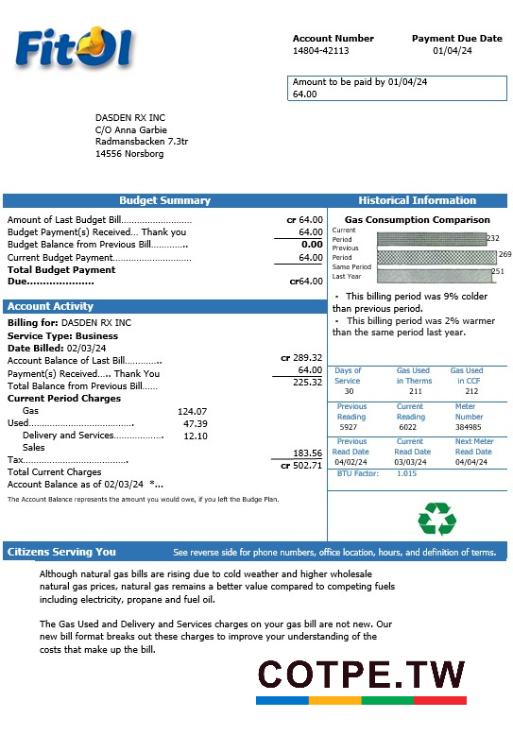 FitOl
Account Number Payment Due Date
14804-42113 01/04/24
Amount to be paid by 01/04/24
64.00
DASDEN RX INC
C/O Anna Garbie
Radmansbacken 7.3tr
14556 Norsborg
Budget Summary
Amount of Last Budget Bill........................ cr 64.00
Budget Payment(s) Received... Thank you 64.00
Budget Balance from Previous Bill............ 0.00
Current Budget Payment.......................... 64.00
Total Budget Payment
Due..................... cr64.00
Historical Information
Gas Consumption Comparison
Current
Period 232
Previous
Period 269
Same Period
Last Year 251
- This billing period was 9% colder
than previous period.
- This billing period was 2% warmer
than the same period last year.
Account Activity
Billing for: DASDEN RX INC
Service Type: Business
Date Billed: 02/03/24
Account Balance of Last Bill............ cr 289.32
Payment(s) Received.... Thank You 64.00
Total Balance from Previous Bill...... 225.32
Current Period Charges
Gas 124.07
Used............................... 47.39
Delivery and Services................. 12.10
Sales
Tax............................... 183.56
Total Current Charges cr 502.71
Account Balance as of 02/03/24 *...
The Account Balance represents the amount you would owe, if you left the Budge Plan.
Days of Gas Used Gas Used
Service in Therms in CCF
30 211 212
Previous Current Meter
Reading Reading Number
5927 6022 384985
Previous Current Next Meter
Read Date Read Date Read Date
04/02/24 03/03/24 04/04/24
BTU Factor: 1.015
Citizens Serving You See reverse side for phone numbers, office location, hours, and definition of terms.
Although natural gas bills are rising due to cold weather and higher wholesale
natural gas prices, natural gas remains a better value compared to competing fuels
including electricity, propane and fuel oil.
The Gas Used and Delivery and Services charges on your gas bill are not new. Our
new bill format breaks out these charges to improve your understanding of the
costs that make up the bill.
COTPE.TW